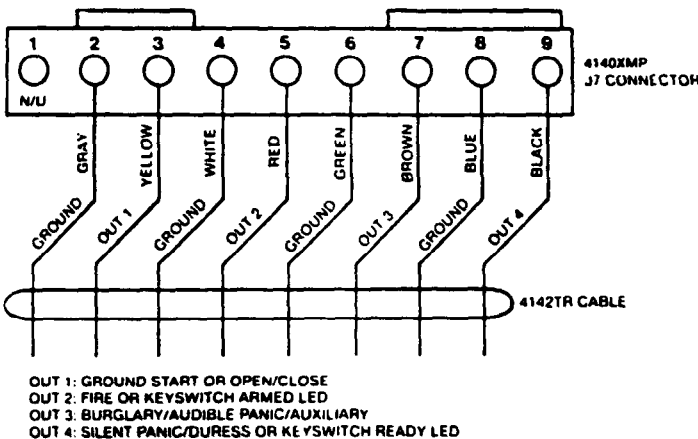 1 2 3 4 5 6 7 8 9
4140XMP
J7 CONNECTOR
N/U
GRAY YELLOW WHITE RED GREEN BROWN BLUE BLACK
GROUND OUT 1 GROUND OUT 2 GROUND OUT 3 GROUND OUT 4
4142TR CABLE
OUT 1: GROUND START OR OPEN/CLOSE
OUT 2: FIRE OR KEYSWITCH ARMED LED
OUT 3: BURGLARY/AUDIBLE PANIC/AUXILIARY
OUT 4: SILENT PANIC/DURESS OR KEYSWITCH READY LED